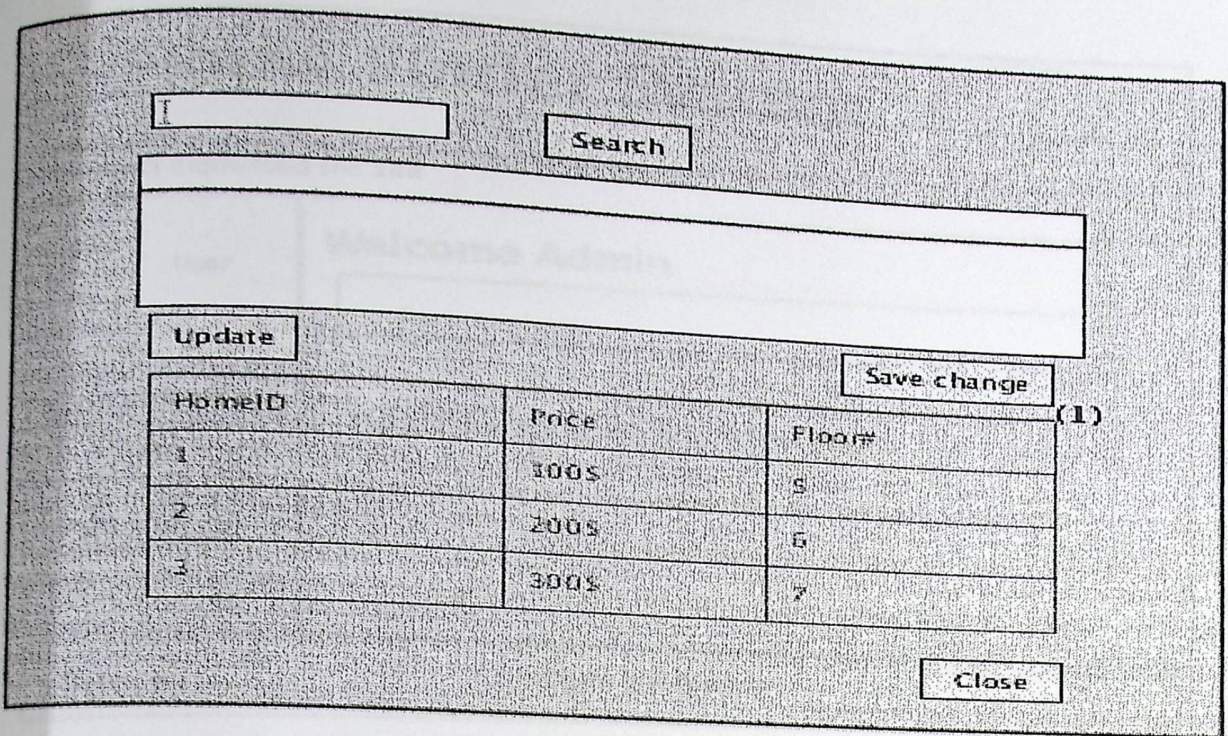 Search
Welcome Admin
Update
Save change
(1)
HomeID Price Floor#
1 100$ 5
2 200$ 6
3 300$ 7
Close